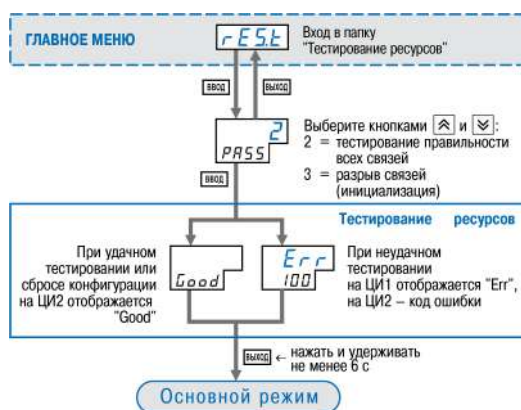 ГЛАВНОЕ МЕНЮ
rES.t
Вход в папку
"Тестирование ресурсов"
ВВОД
ВЫХОД
2
PASS
Выберите кнопками и :
2 = тестирование правильности
всех связей
3 = разрыв связей
(инициализация)
ВВОД
Тестирование ресурсов
При удачном
тестировании или
сбросе конфигурации
на ЦИ2 отображается
"Good"
Good
Err
100
При неудачном
тестировании
на ЦИ1 отображается "Err",
на ЦИ2 – код ошибки
ВЫХОД ← нажать и удерживать
не менее 6 с
Основной режим